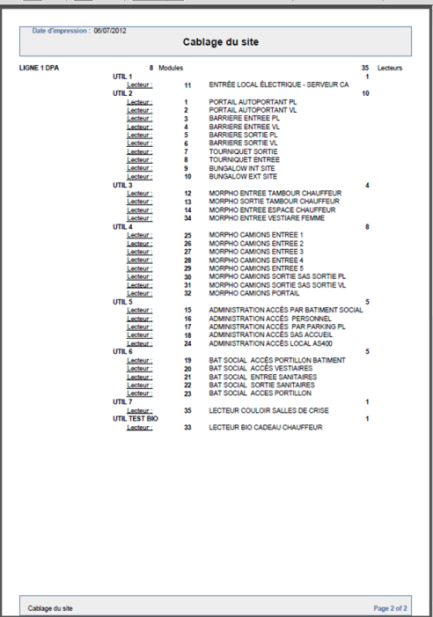 Date d'impression : 06/07/2012
Cablage du site
LIGNE 1 DPA 8 Modules 35 Lecteurs
UTIL 1 1
Lecteur : 11 ENTRÉE LOCAL ÉLECTRIQUE - SERVEUR CA
UTIL 2 10
Lecteur : 1 PORTAIL AUTOPORTANT PL
Lecteur : 2 PORTAIL AUTOPORTANT VL
Lecteur : 3 BARRIERE ENTREE PL
Lecteur : 4 BARRIERE ENTREE VL
Lecteur : 5 BARRIERE SORTIE PL
Lecteur : 6 BARRIERE SORTIE VL
Lecteur : 7 TOURNIQUET SORTIE
Lecteur : 8 TOURNIQUET ENTREE
Lecteur : 9 BUNGALOW INT SITE
Lecteur : 10 BUNGALOW EXT SITE
UTIL 3 4
Lecteur : 12 MORPHO ENTREE TAMBOUR CHAUFFEUR
Lecteur : 13 MORPHO SORTIE TAMBOUR CHAUFFEUR
Lecteur : 14 MORPHO ENTREE ESPACE CHAUFFEUR
Lecteur : 34 MORPHO ENTREE VESTIARE FEMME
UTIL 4 8
Lecteur : 25 MORPHO CAMIONS ENTREE 1
Lecteur : 26 MORPHO CAMIONS ENTREE 2
Lecteur : 27 MORPHO CAMIONS ENTREE 3
Lecteur : 28 MORPHO CAMIONS ENTREE 4
Lecteur : 29 MORPHO CAMIONS ENTREE 5
Lecteur : 30 MORPHO CAMIONS SORTIE SAS SORTIE PL
Lecteur : 31 MORPHO CAMIONS SORTIE SAS SORTIE VL
Lecteur : 32 MORPHO CAMIONS PORTAIL
UTIL 5 5
Lecteur : 15 ADMINISTRATION ACCÈS PAR BATIMENT SOCIAL
Lecteur : 16 ADMINISTRATION ACCÈS PERSONNEL
Lecteur : 17 ADMINISTRATION ACCÈS PAR PARKING PL
Lecteur : 18 ADMINISTRATION ACCÈS SAS ACCUEIL
Lecteur : 24 ADMINISTRATION ACCÈS LOCAL AS400
UTIL 6 5
Lecteur : 19 BAT SOCIAL ACCÈS PORTILLON BATIMENT
Lecteur : 20 BAT SOCIAL ACCÈS VESTIAIRES
Lecteur : 21 BAT SOCIAL ENTREE SANITAIRES
Lecteur : 22 BAT SOCIAL SORTIE SANITAIRES
Lecteur : 23 BAT SOCIAL ACCES PORTILLON
UTIL 7 1
Lecteur : 35 LECTEUR COULOIR SALLES DE CRISE
UTIL TEST BIO 1
Lecteur : 33 LECTEUR BIO CADEAU CHAUFFEUR
Cablage du site Page 2 of 2